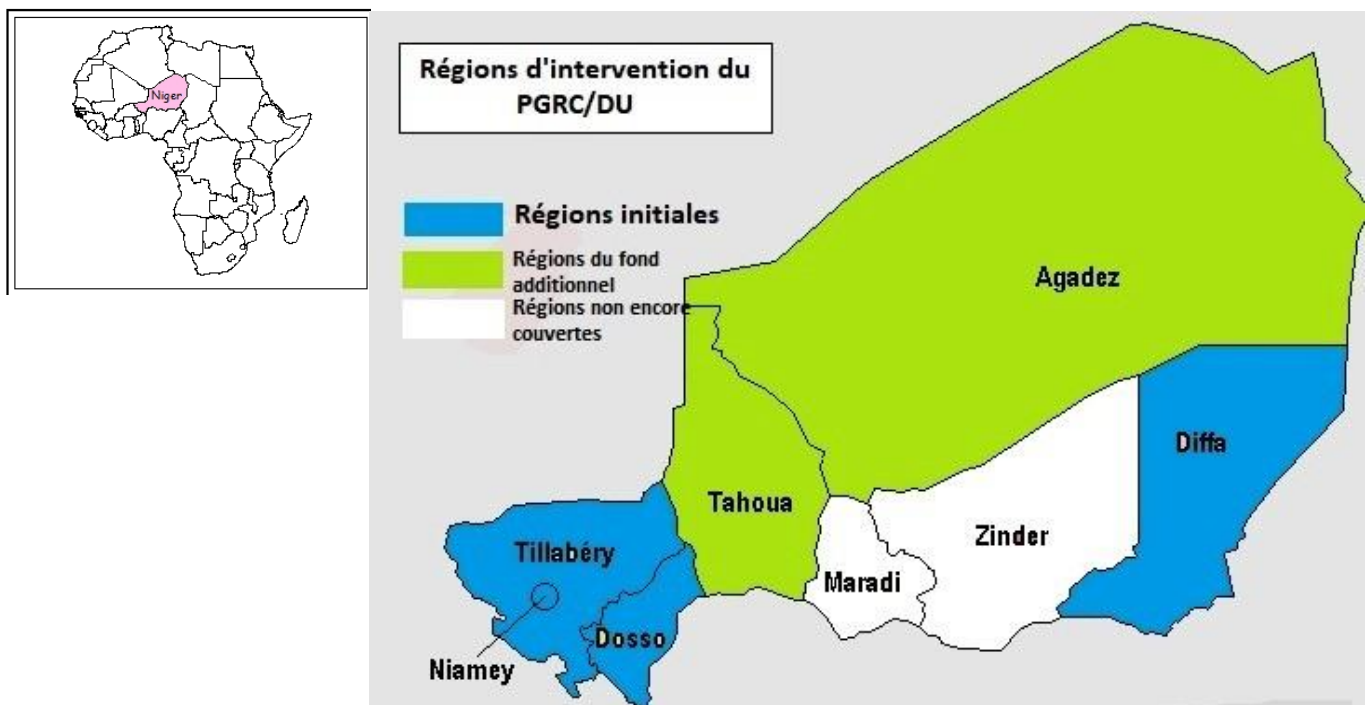 Niger
Régions d'intervention du
PGRC/DU
Régions initiales
Régions du fond
additionnel
Régions non encore
couvertes
Agadez
Diffa
Tahoua
Zinder
Tillabéry
Maradi
Dosso
Niamey